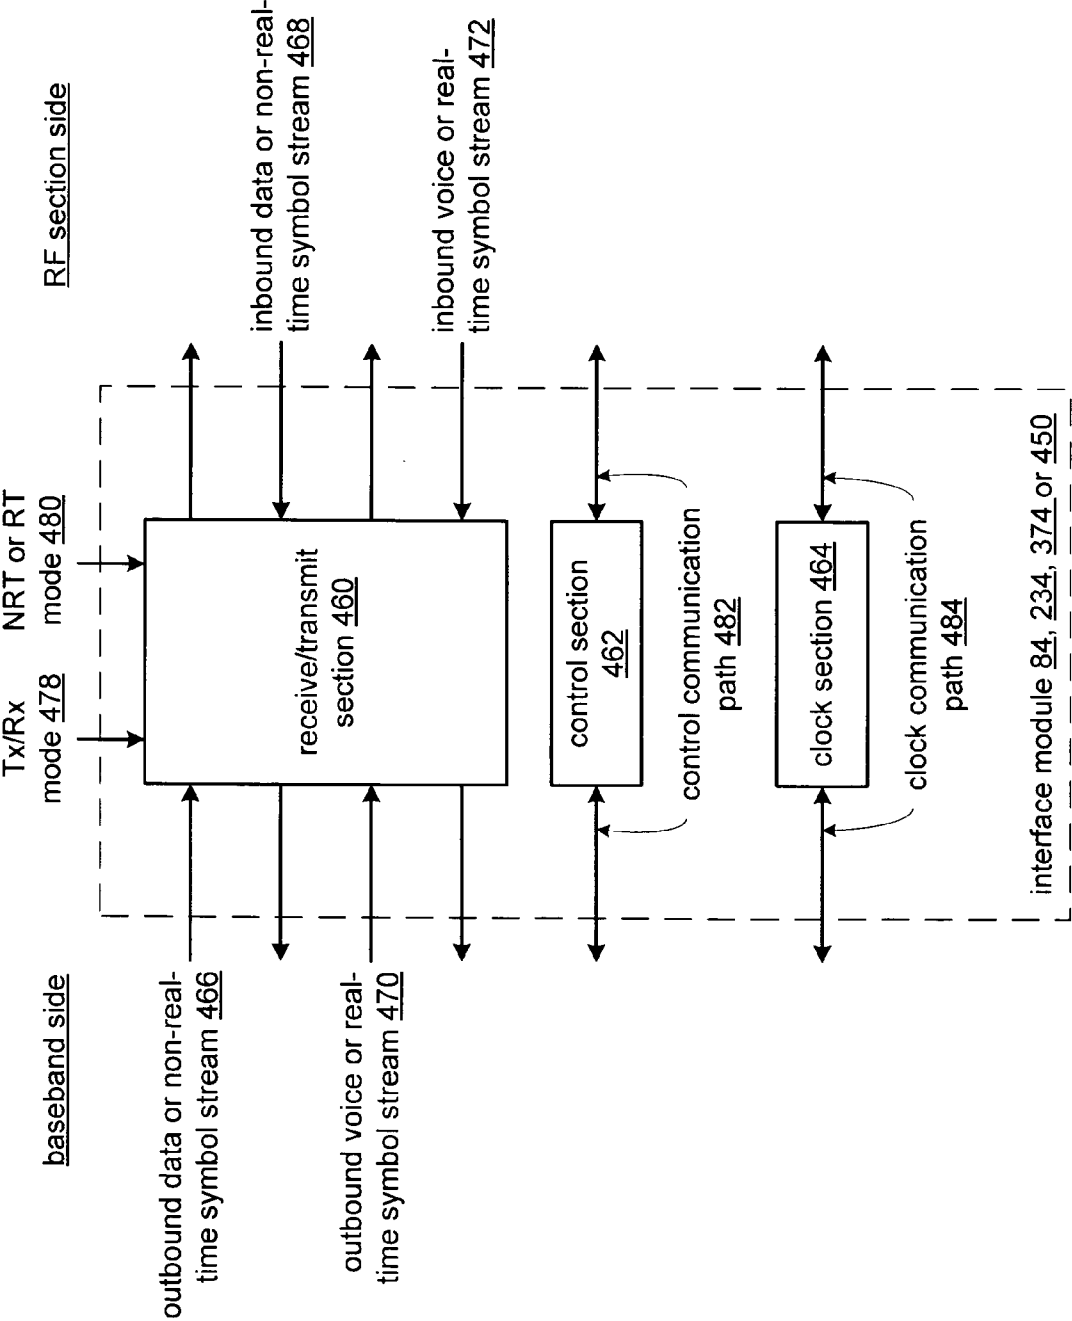 baseband side
RF section side
Tx/Rx
mode 478
NRT or RT
mode 480
outbound data or non-real-
time symbol stream 466
inbound data or non-real-
time symbol stream 468
outbound voice or real-
time symbol stream 470
inbound voice or real-
time symbol stream 472
receive/transmit
section 460
control section
462
control communication
path 482
clock section 464
clock communication
path 484
interface module 84, 234, 374 or 450